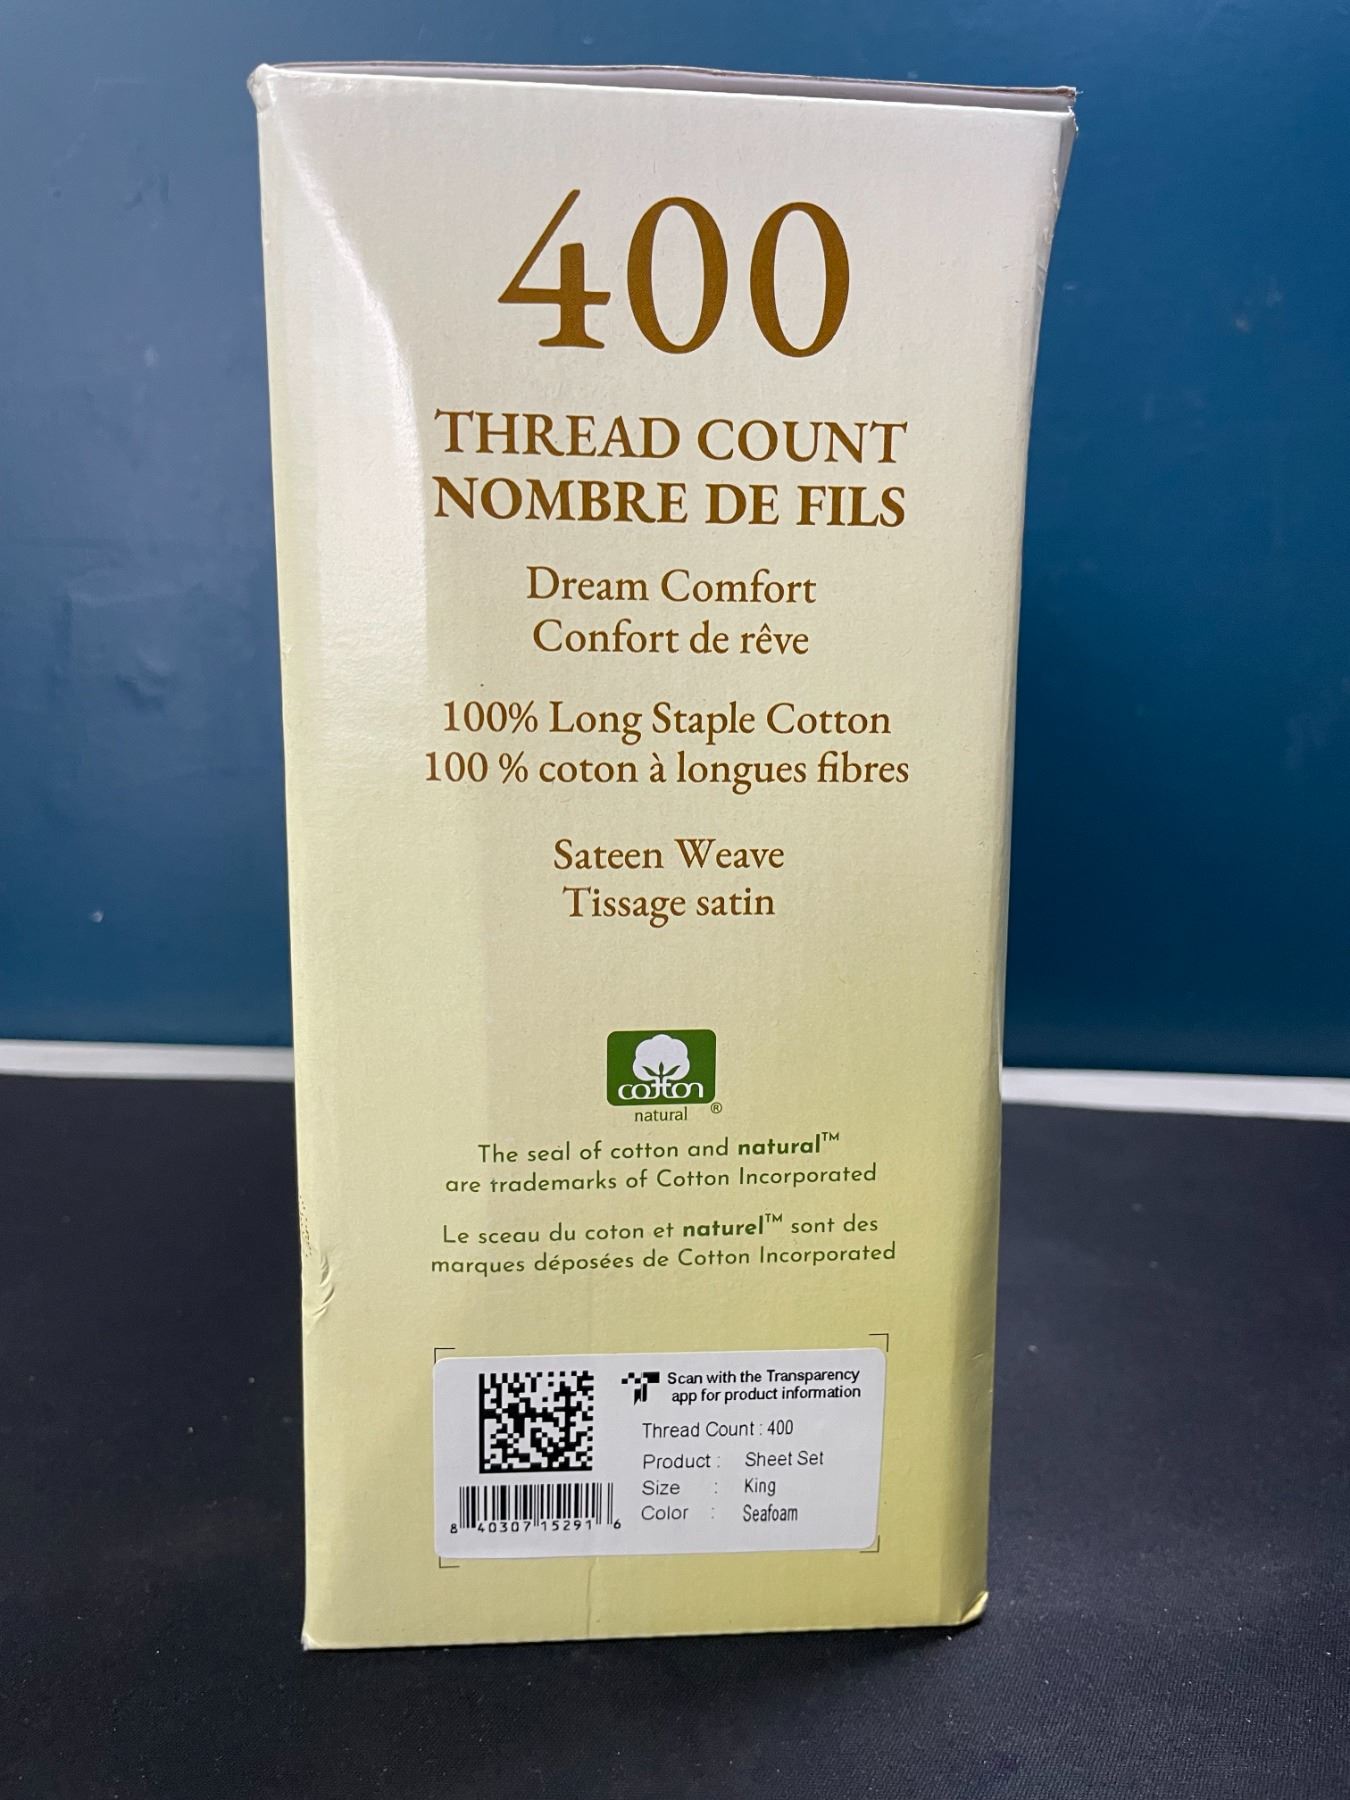 400
THREAD COUNT
NOMBRE DE FILS
Dream Comfort
Confort de rêve
100% Long Staple Cotton
100 % coton à longues fibres
Sateen Weave
Tissage satin
cotton
natural ®
The seal of cotton and natural™
are trademarks of Cotton Incorporated
Le sceau du coton et naturel™ sont des
marques déposées de Cotton Incorporated
Scan with the Transparency
app for product information
Thread Count : 400
Product : Sheet Set
Size : King
Color : Seafoam
8 40307 15291 6